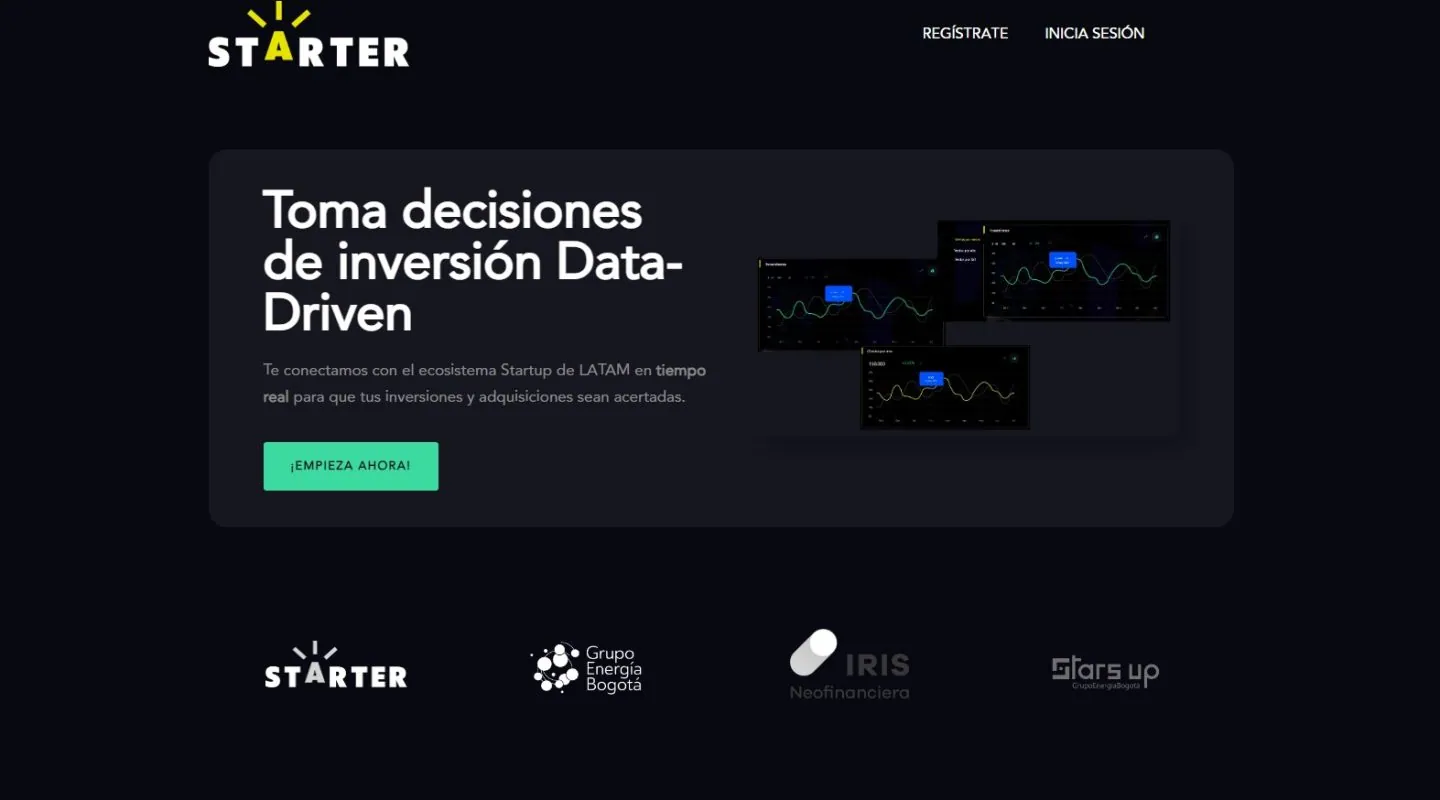 STARTER
REGÍSTRATE
INICIA SESIÓN
Toma decisiones
de inversión Data-
Driven
Te conectamos con el ecosistema Startup de LATAM en tiempo
real para que tus inversiones y adquisiciones sean acertadas.
¡EMPIEZA AHORA!
STARTER
Grupo
Energía
Bogotá
IRIS
Neofinanciera
Stars up
GrupoEnergíaBogotá